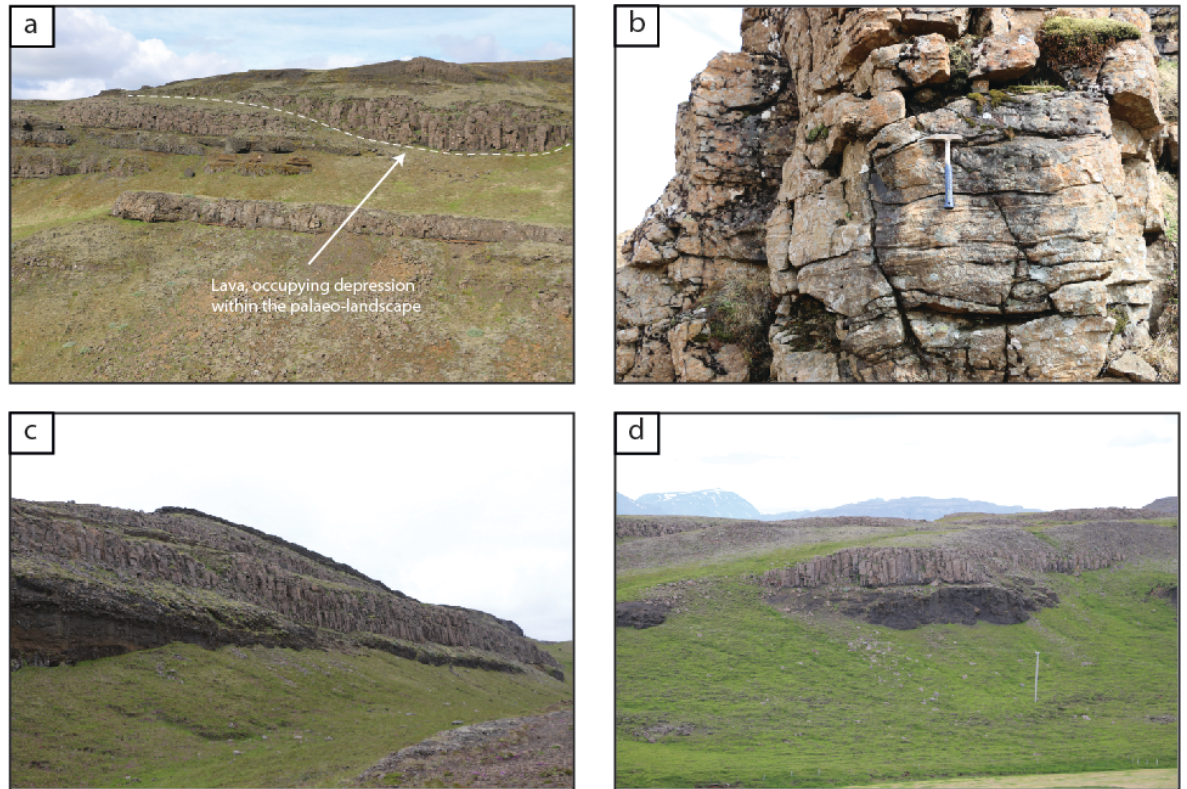 a
b
Lava, occupying depression
within the palaeo-landscape
c
d